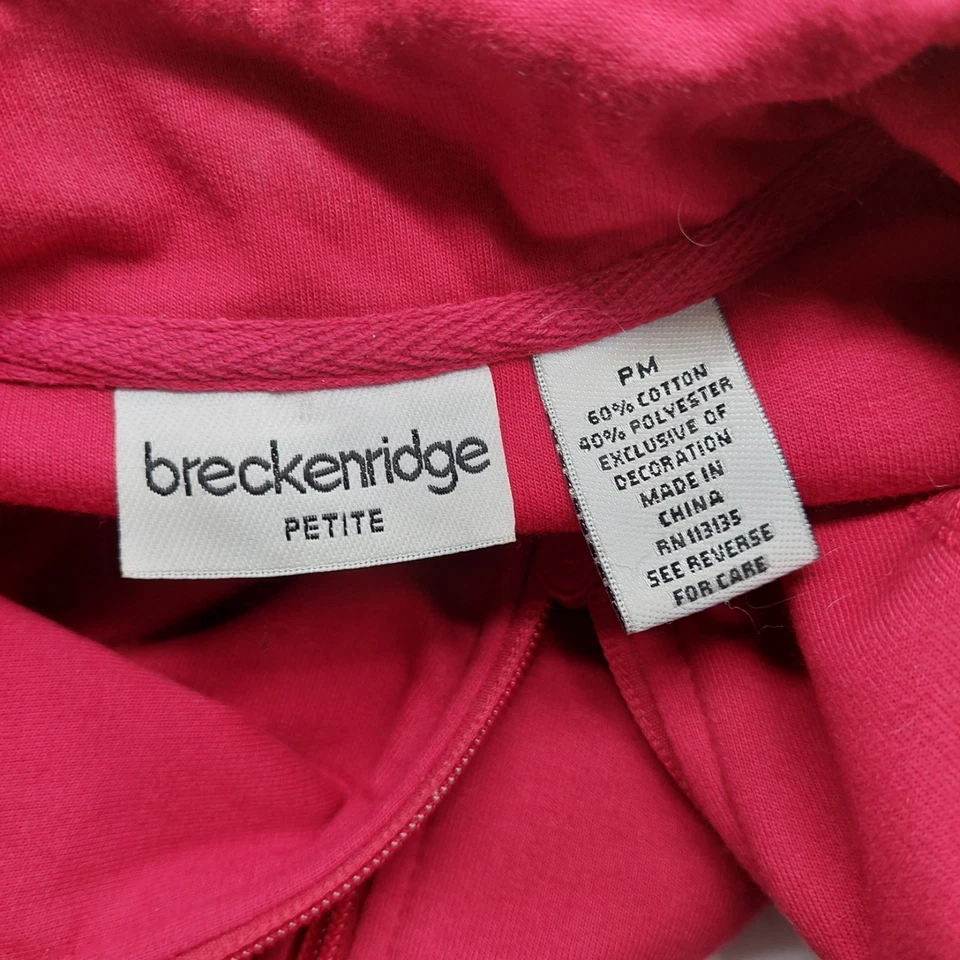 breckenridge
PETITE
PM
60% COTTON
40% POLYESTER
EXCLUSIVE OF
DECORATION
MADE IN
CHINA
RN113135
SEE REVERSE
FOR CARE